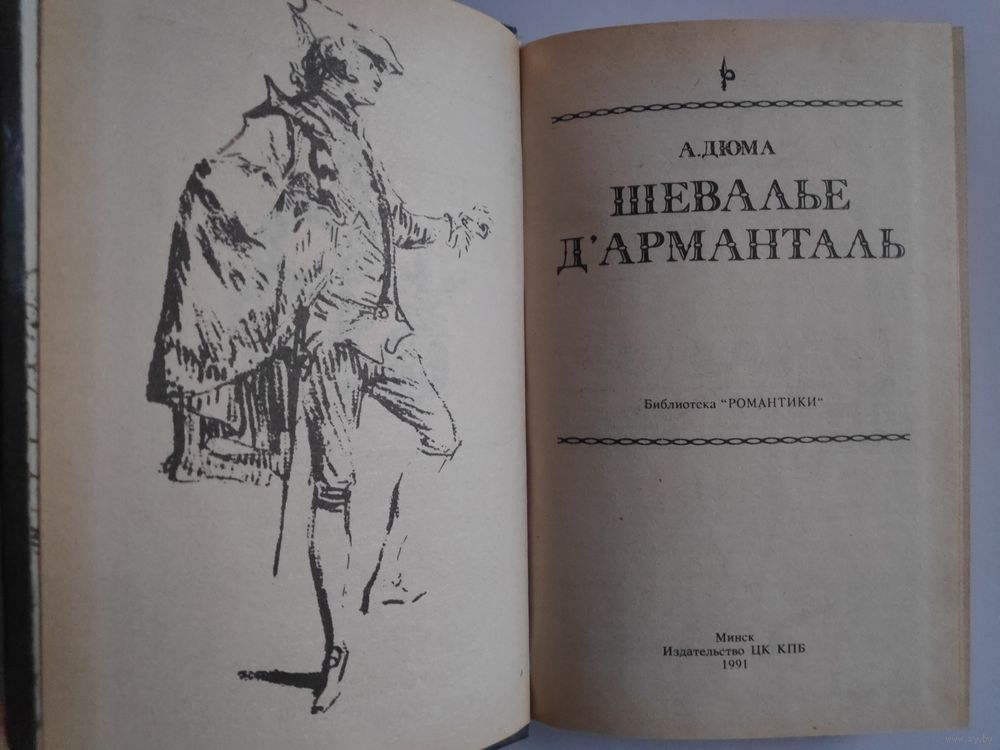 А.ДЮМА
ШЕВАЛЬЕ
Д'АРМАНТАЛЬ
Библиотека "РОМАНТИКИ"
Минск
Издательство ЦК КПБ
1991